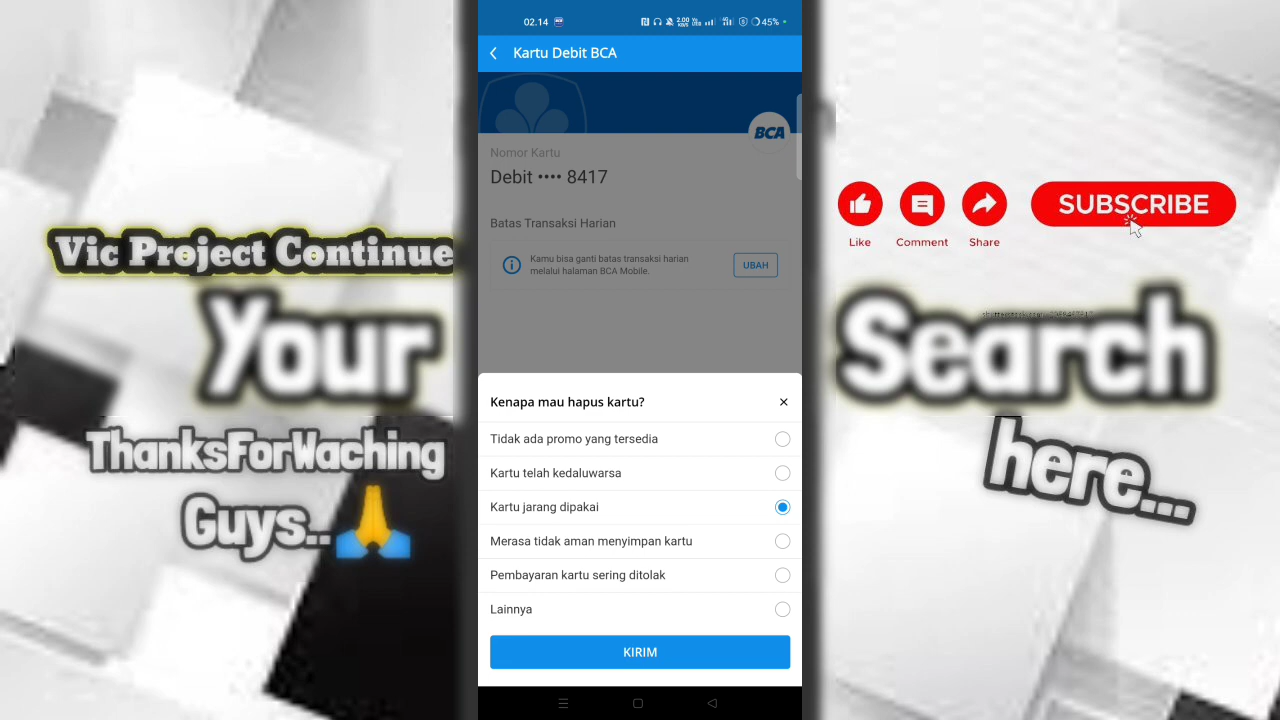 02.14
45%
Kartu Debit BCA
BCA
Nomor Kartu
Debit •••• 8417
Batas Transaksi Harian
Kamu bisa ganti batas transaksi harian
melalui halaman BCA Mobile.
UBAH
Kenapa mau hapus kartu?
Tidak ada promo yang tersedia
Kartu telah kedaluwarsa
Kartu jarang dipakai
Merasa tidak aman menyimpan kartu
Pembayaran kartu sering ditolak
Lainnya
KIRIM
Vic Project Continue
Your
ThanksForWaching
Guys..🙏
SUBSCRIBE
Like
Comment
Share
Search
here...